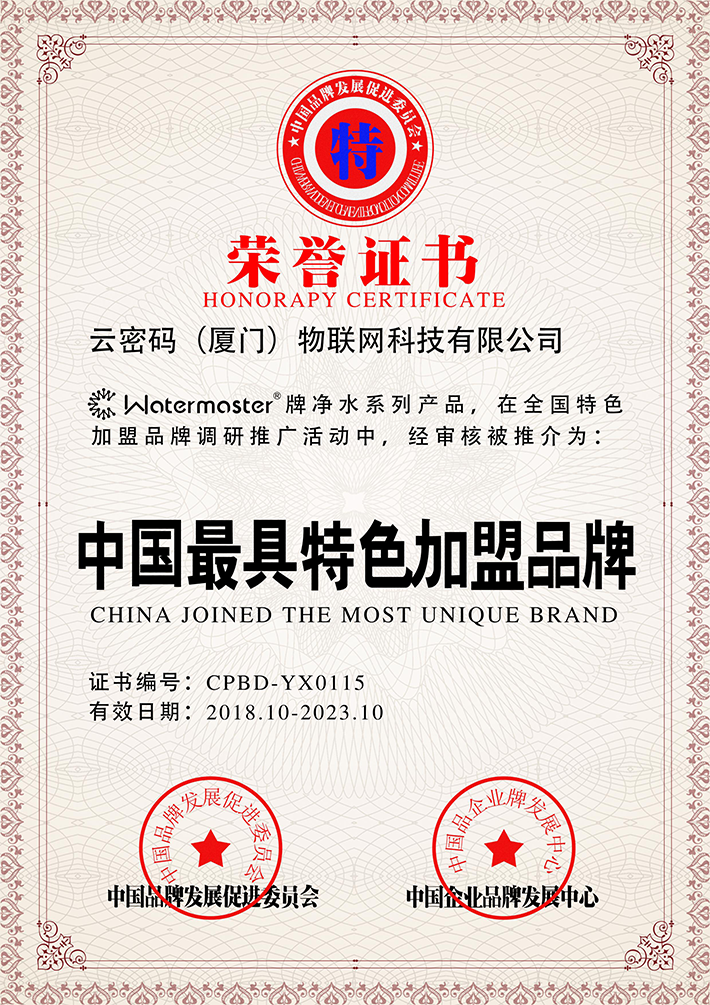 中国品牌发展促进委员会
特
荣誉证书
HONORAPY CERTIFICATE
云密码（厦门）物联网科技有限公司
Watermaster®牌净水系列产品，在全国特色
加盟品牌调研推广活动中，经审核被推介为：
中国最具特色加盟品牌
CHINA JOINED THE MOST UNIQUE BRAND
证书编号：CPBD-YX0115
有效日期：2018.10-2023.10
中国品牌发展促进委员会
中国品企业牌发展中心
中国品牌发展促进委员会
中国企业品牌发展中心